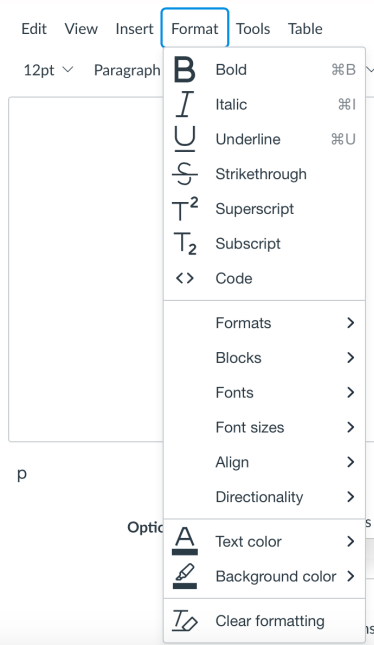 Edit View Insert Format Tools Table
12pt Paragraph
Bold ⌘B
Italic ⌘I
Underline ⌘U
Strikethrough
Superscript
Subscript
Code
Formats
Blocks
Fonts
Font sizes
Align
p
Directionality
Optio
Text color
Background color
Clear formatting